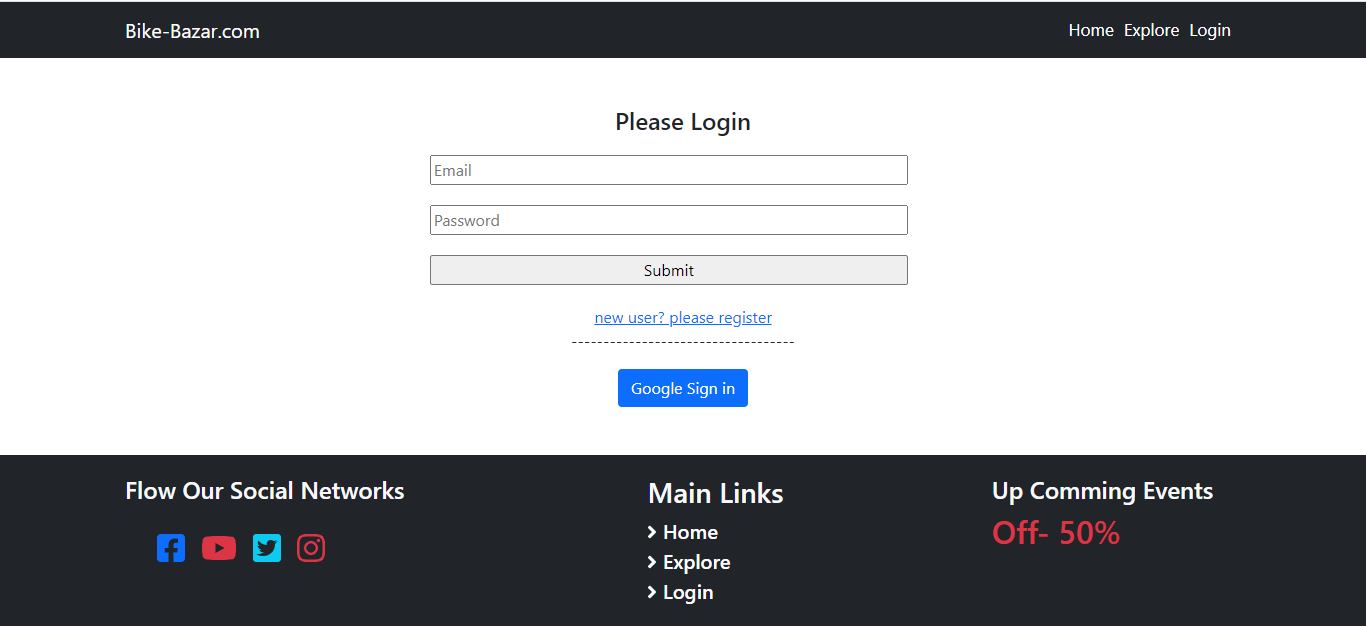 Bike-Bazar.com
Home Explore Login
Please Login
Email
Password
Submit
new user? please register
-----------------------------------
Google Sign in
Flow Our Social Networks
Main Links
Home
Explore
Login
Up Comming Events
Off- 50%